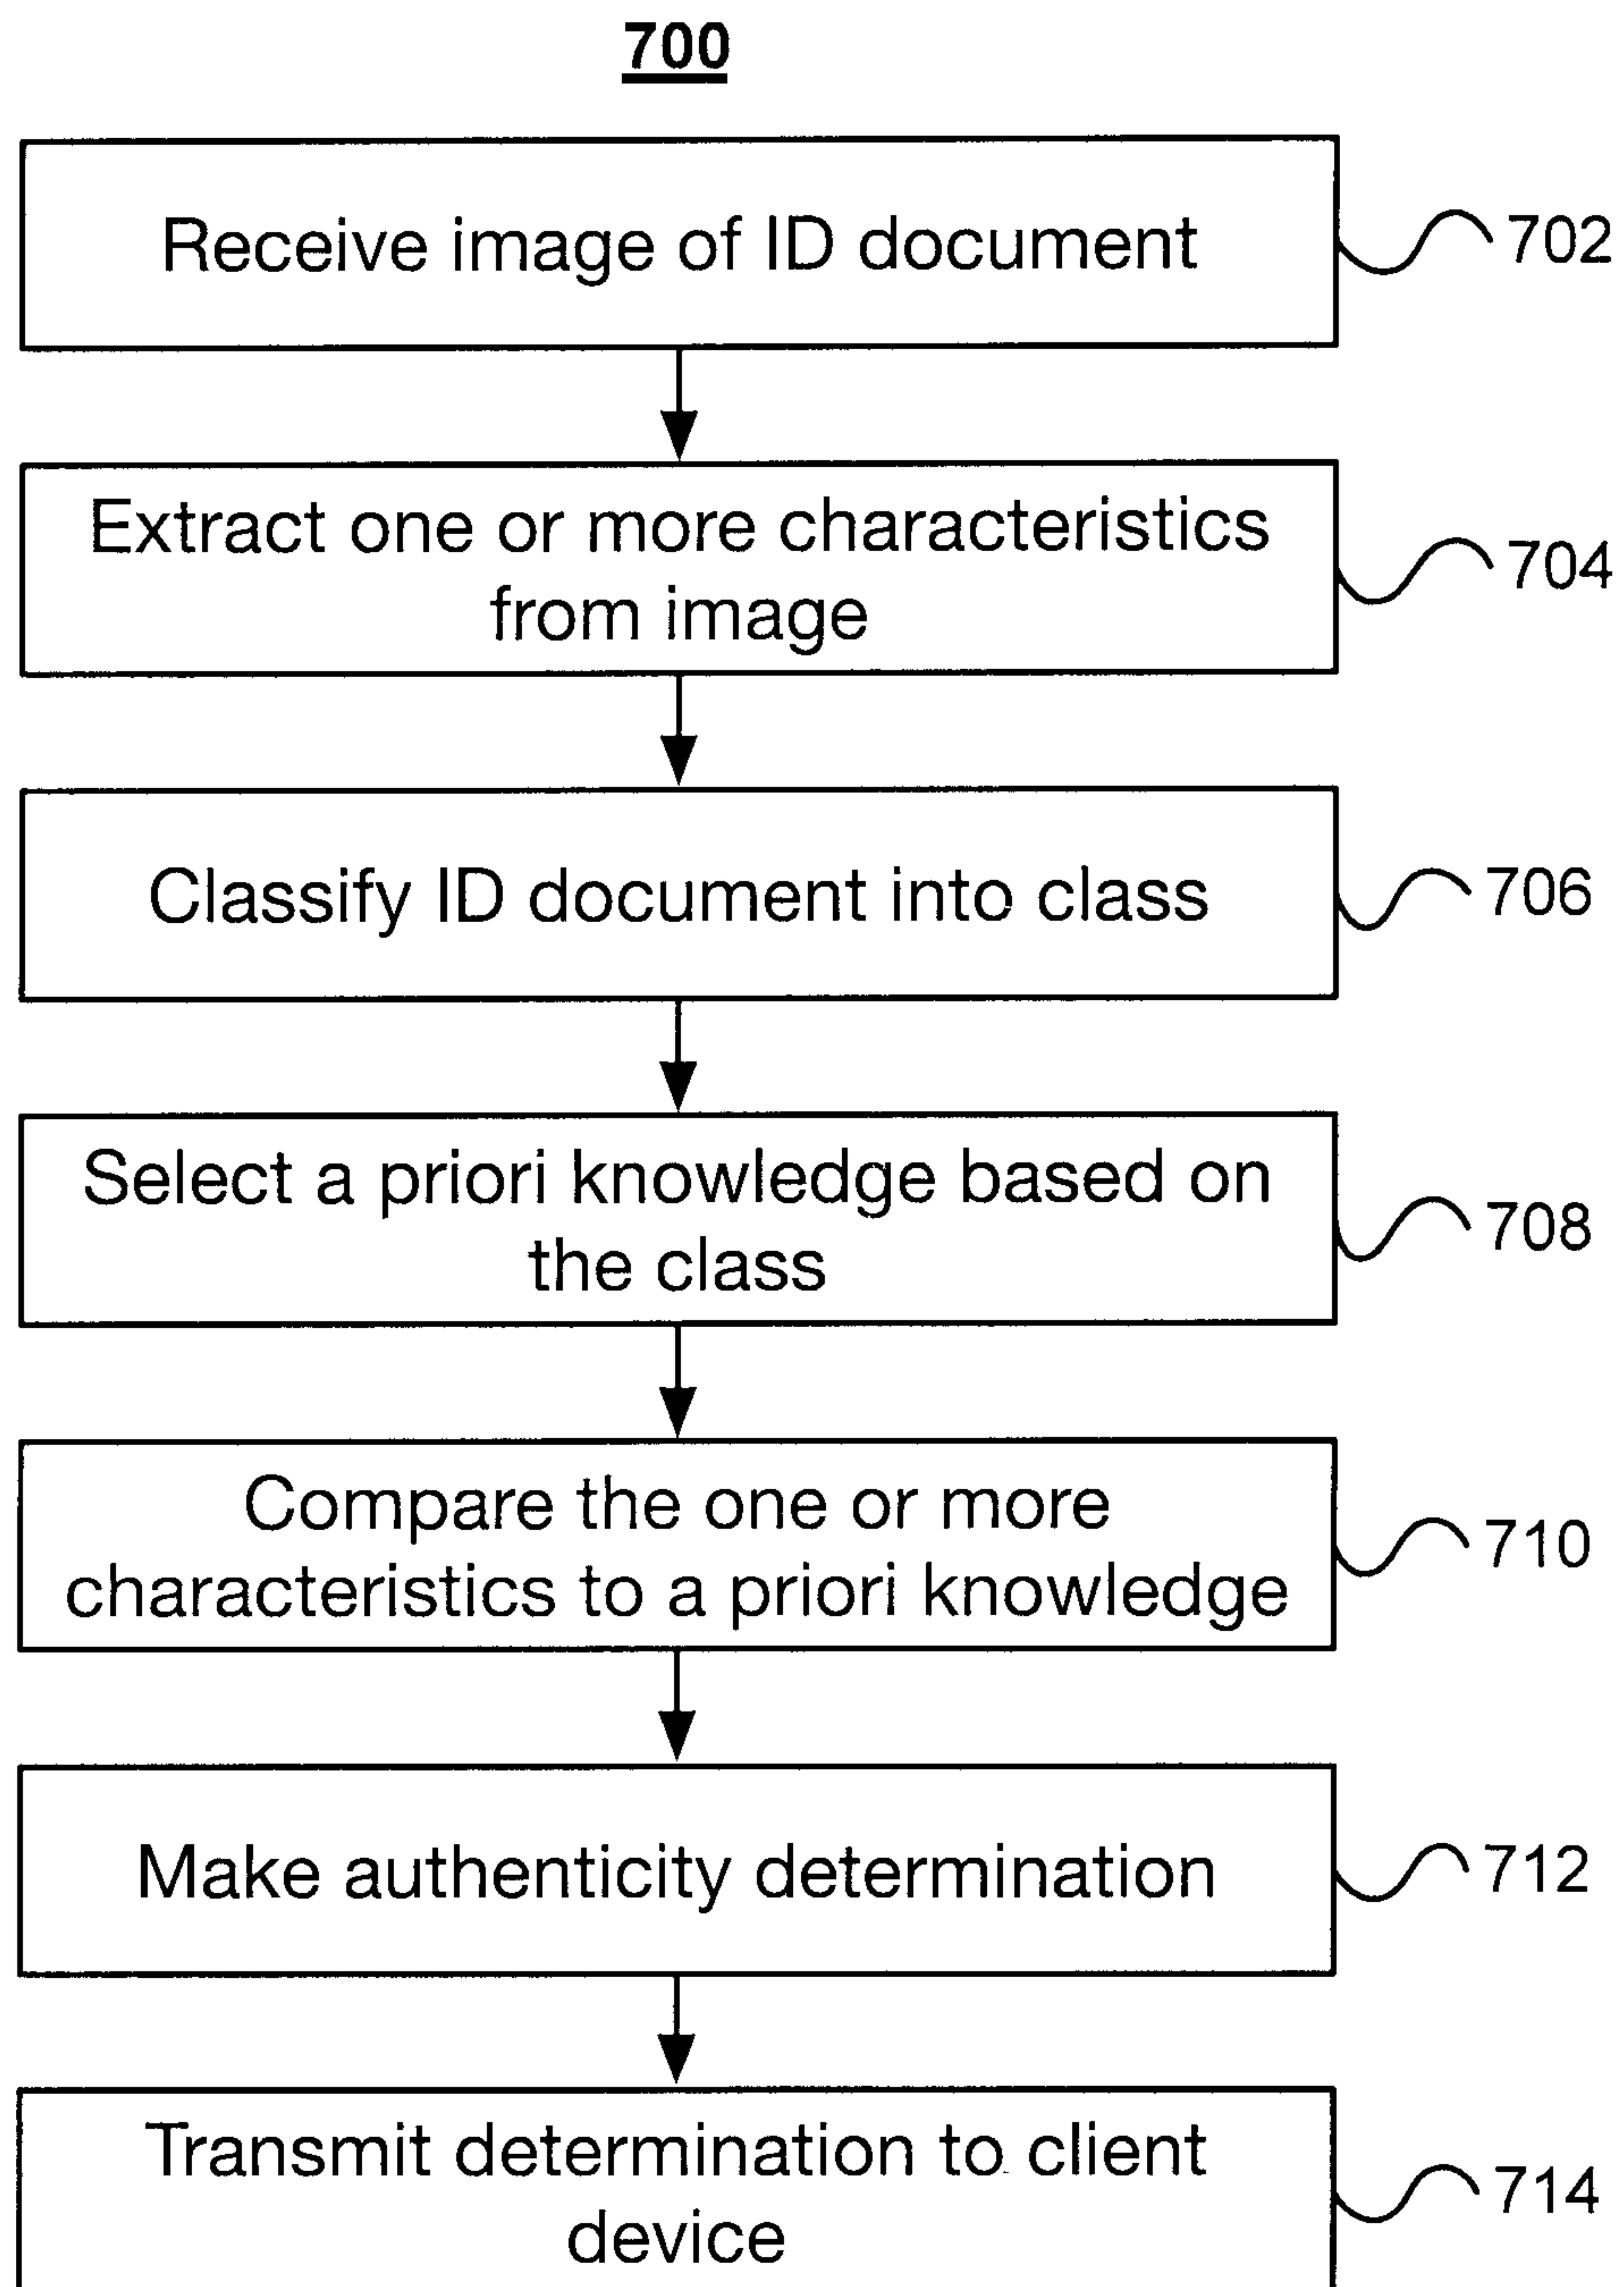 700
Receive image of ID document
702
Extract one or more characteristics
from image
704
Classify ID document into class
706
Select a priori knowledge based on
the class
708
Compare the one or more
characteristics to a priori knowledge
710
Make authenticity determination
712
Transmit determination to client
device
714